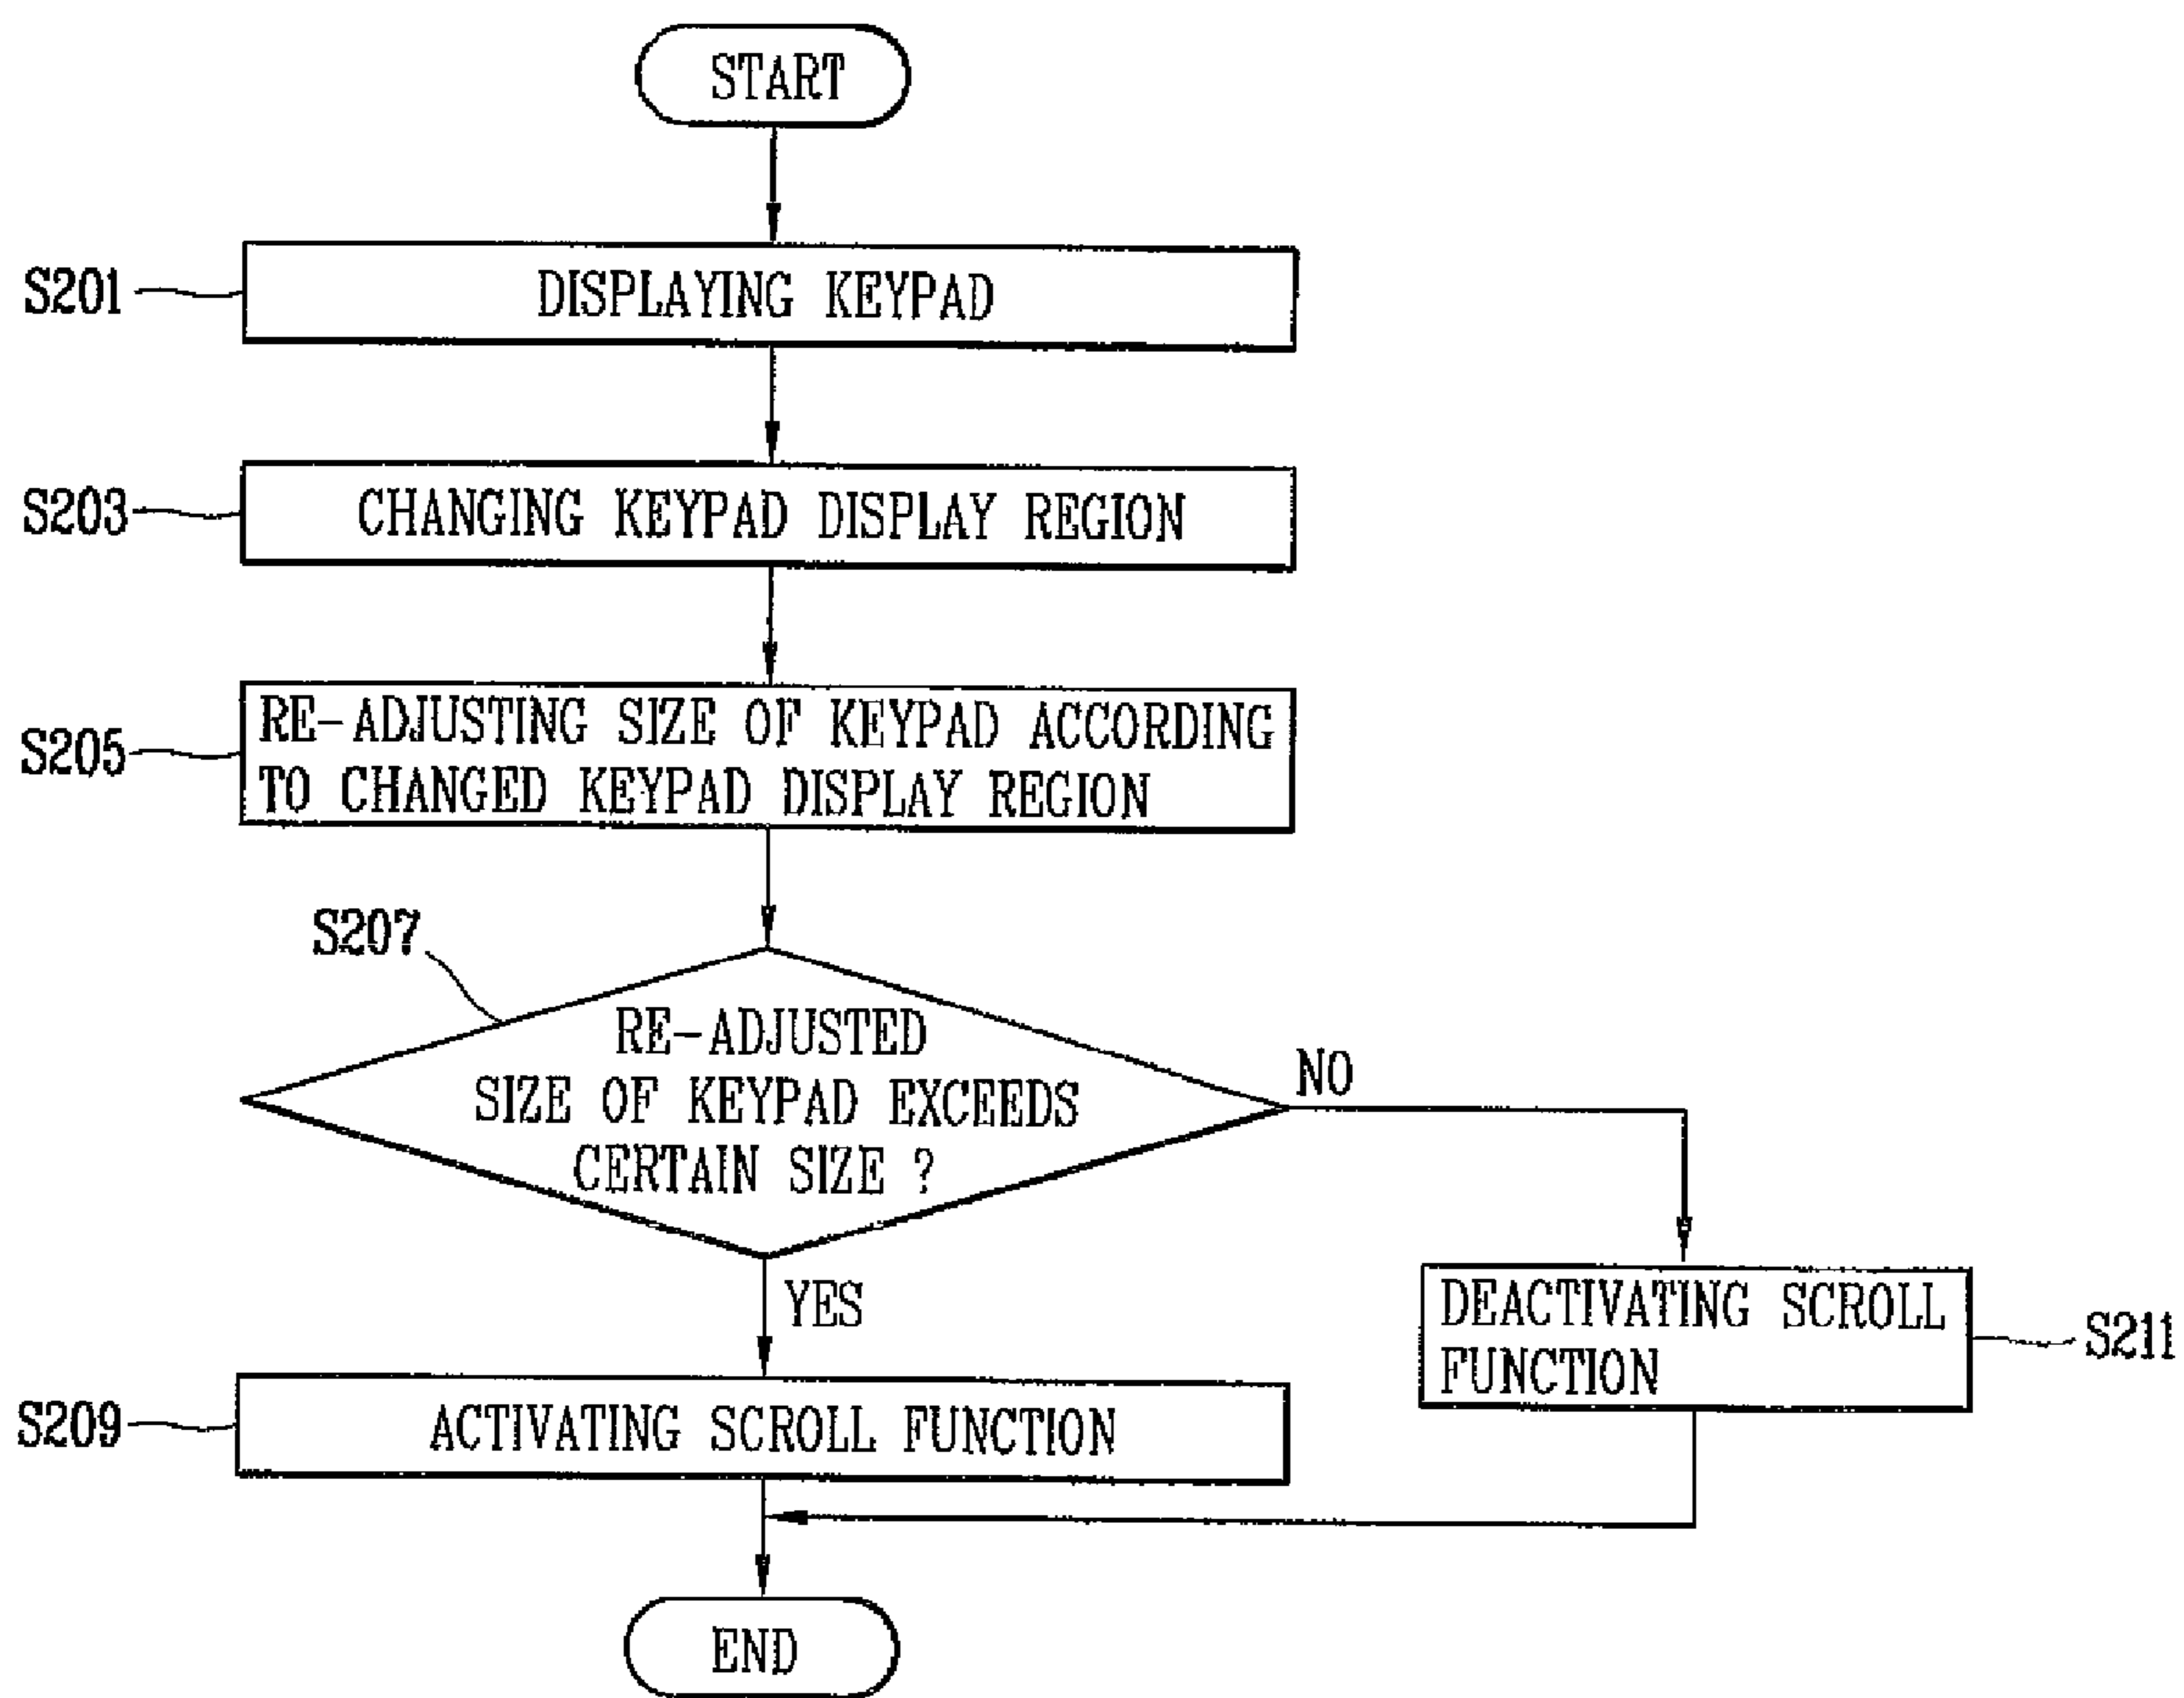 START
S201
DISPLAYING KEYPAD
S203
CHANGING KEYPAD DISPLAY REGION
S205
RE-ADJUSTING SIZE OF KEYPAD ACCORDING
TO CHANGED KEYPAD DISPLAY REGION
S207
RE-ADJUSTED
SIZE OF KEYPAD EXCEEDS
CERTAIN SIZE ?
NO
YES
DEACTIVATING SCROLL
FUNCTION
S211
S209
ACTIVATING SCROLL FUNCTION
END